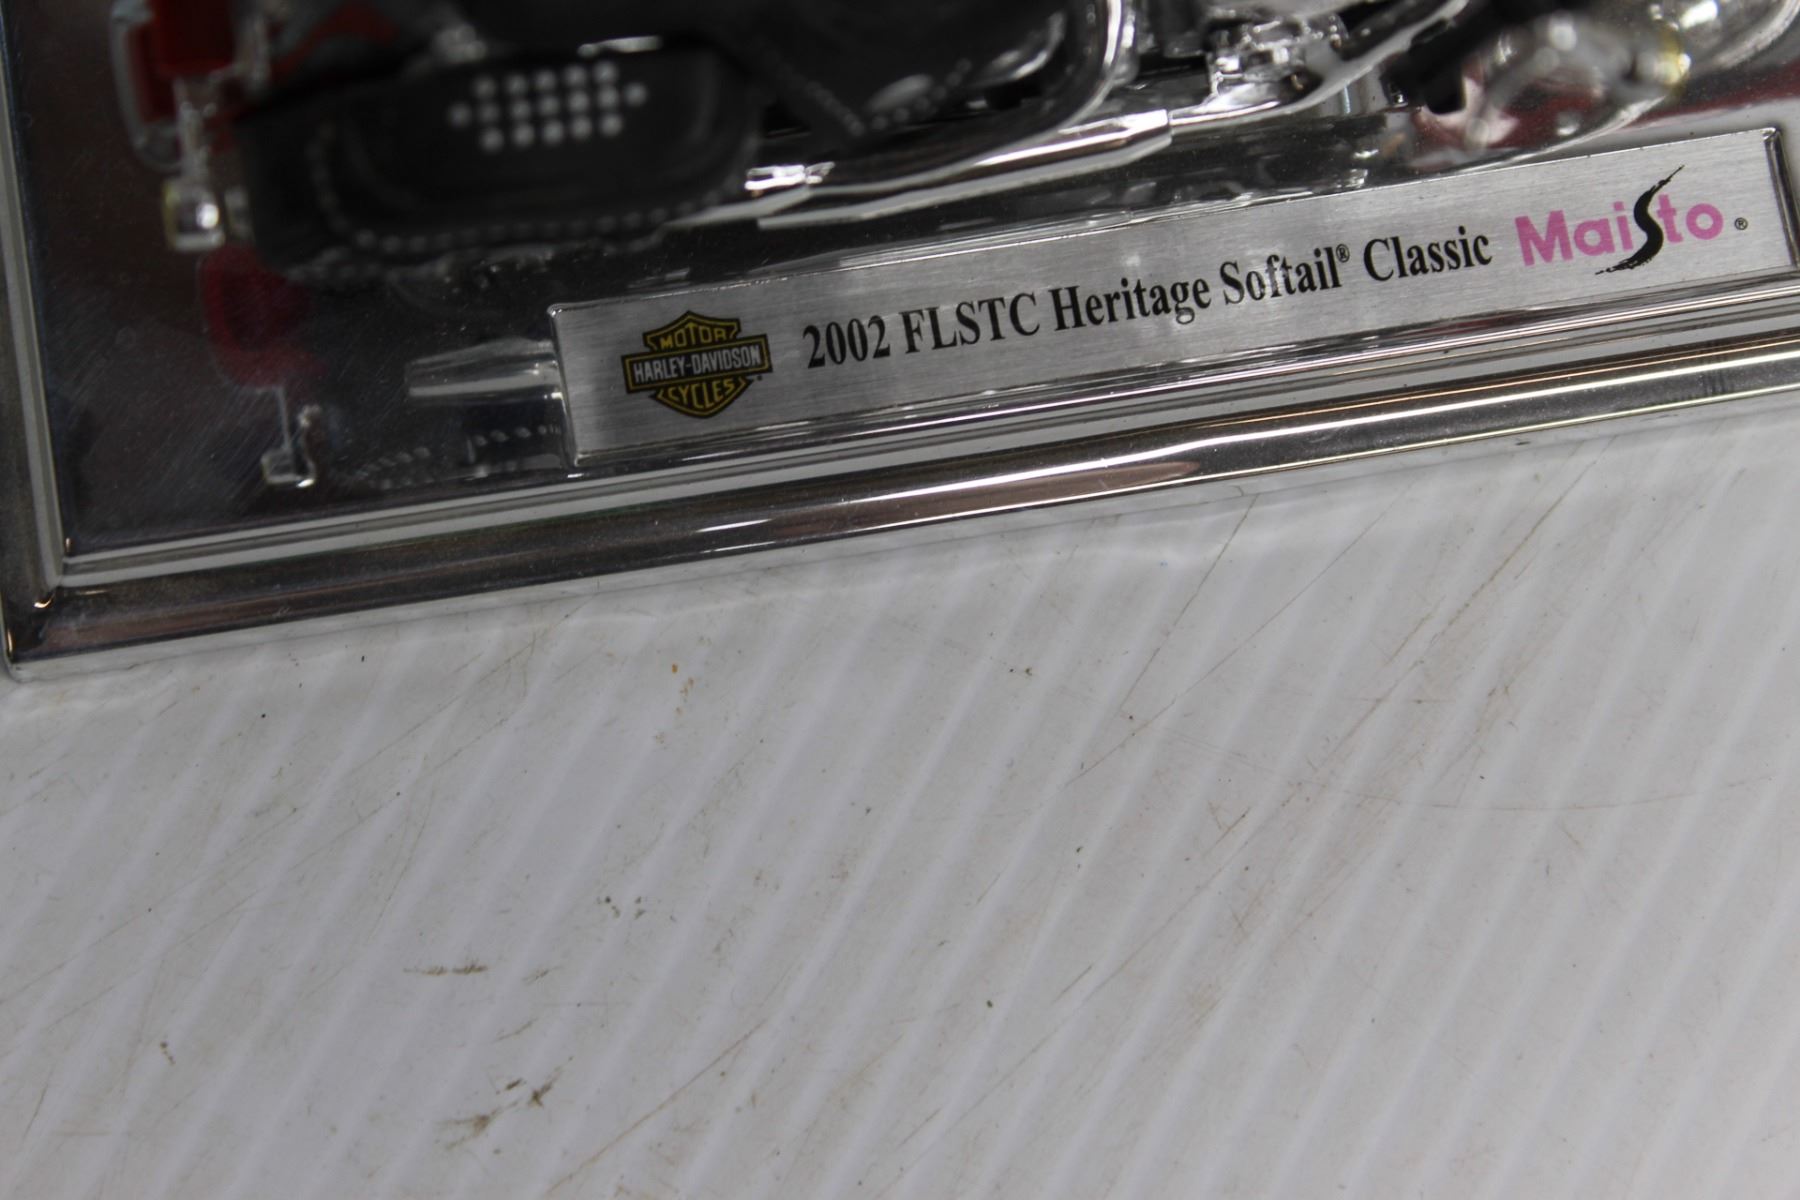 MOTOR
HARLEY-DAVIDSON
CYCLES
2002 FLSTC Heritage Softail® Classic Maisto®